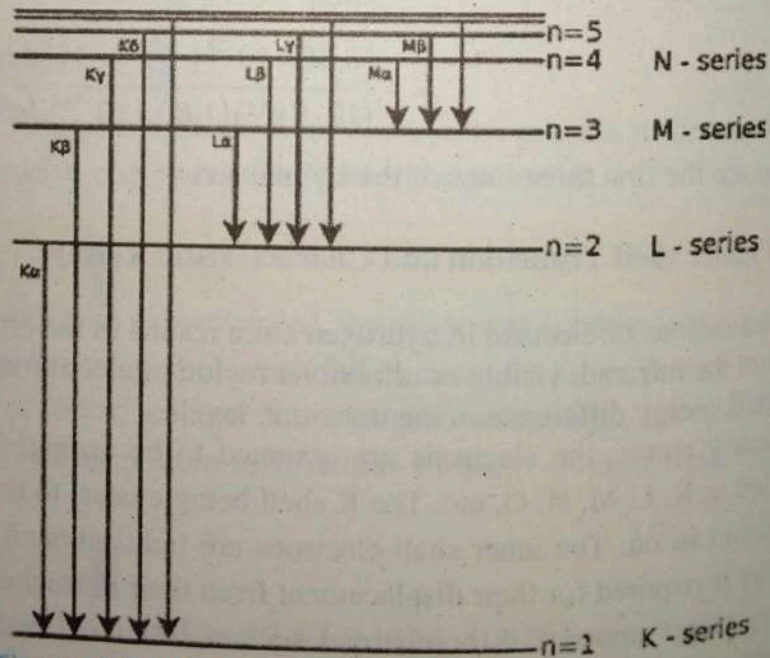 n=5
Kδ Lγ Mβ
n=4 N - series
Kγ Lβ Mα
n=3 M - series
Kβ Lα
n=2 L - series
Kα
n=1 K - series